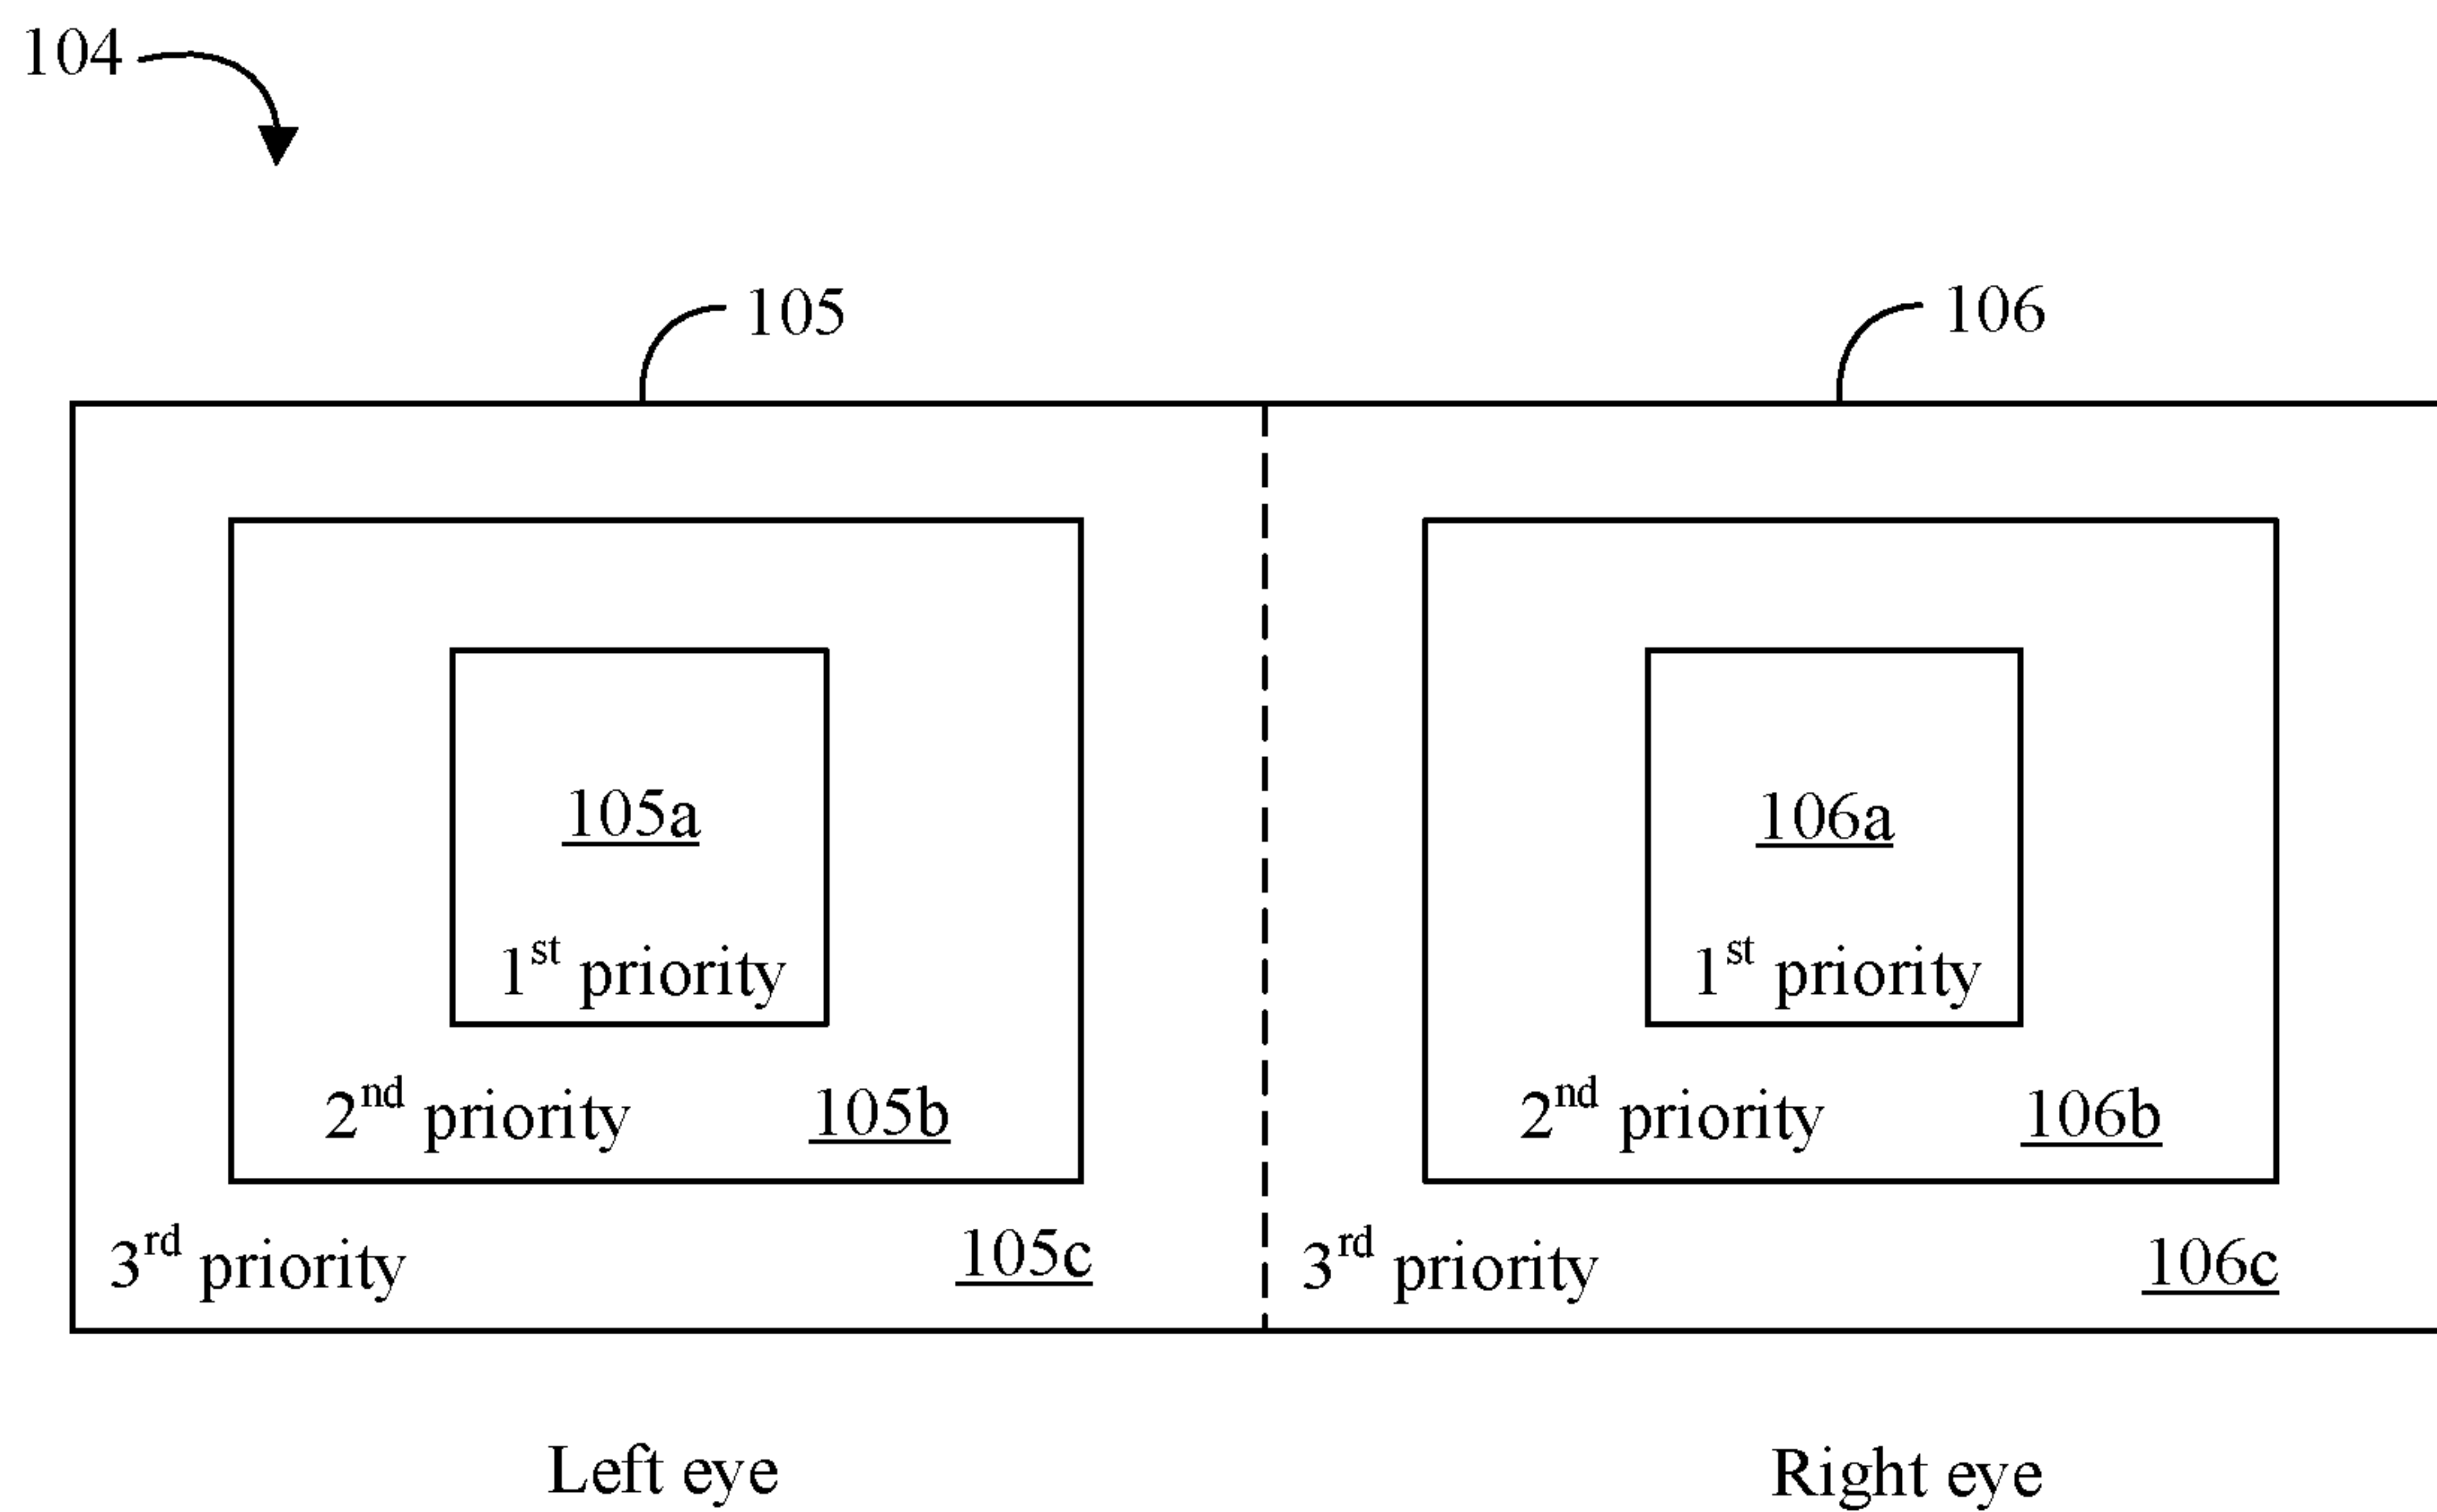 104
105
106
105a
106a
1st priority
1st priority
2nd priority 105b
2nd priority 106b
3rd priority 105c
3rd priority 106c
Left eye
Right eye